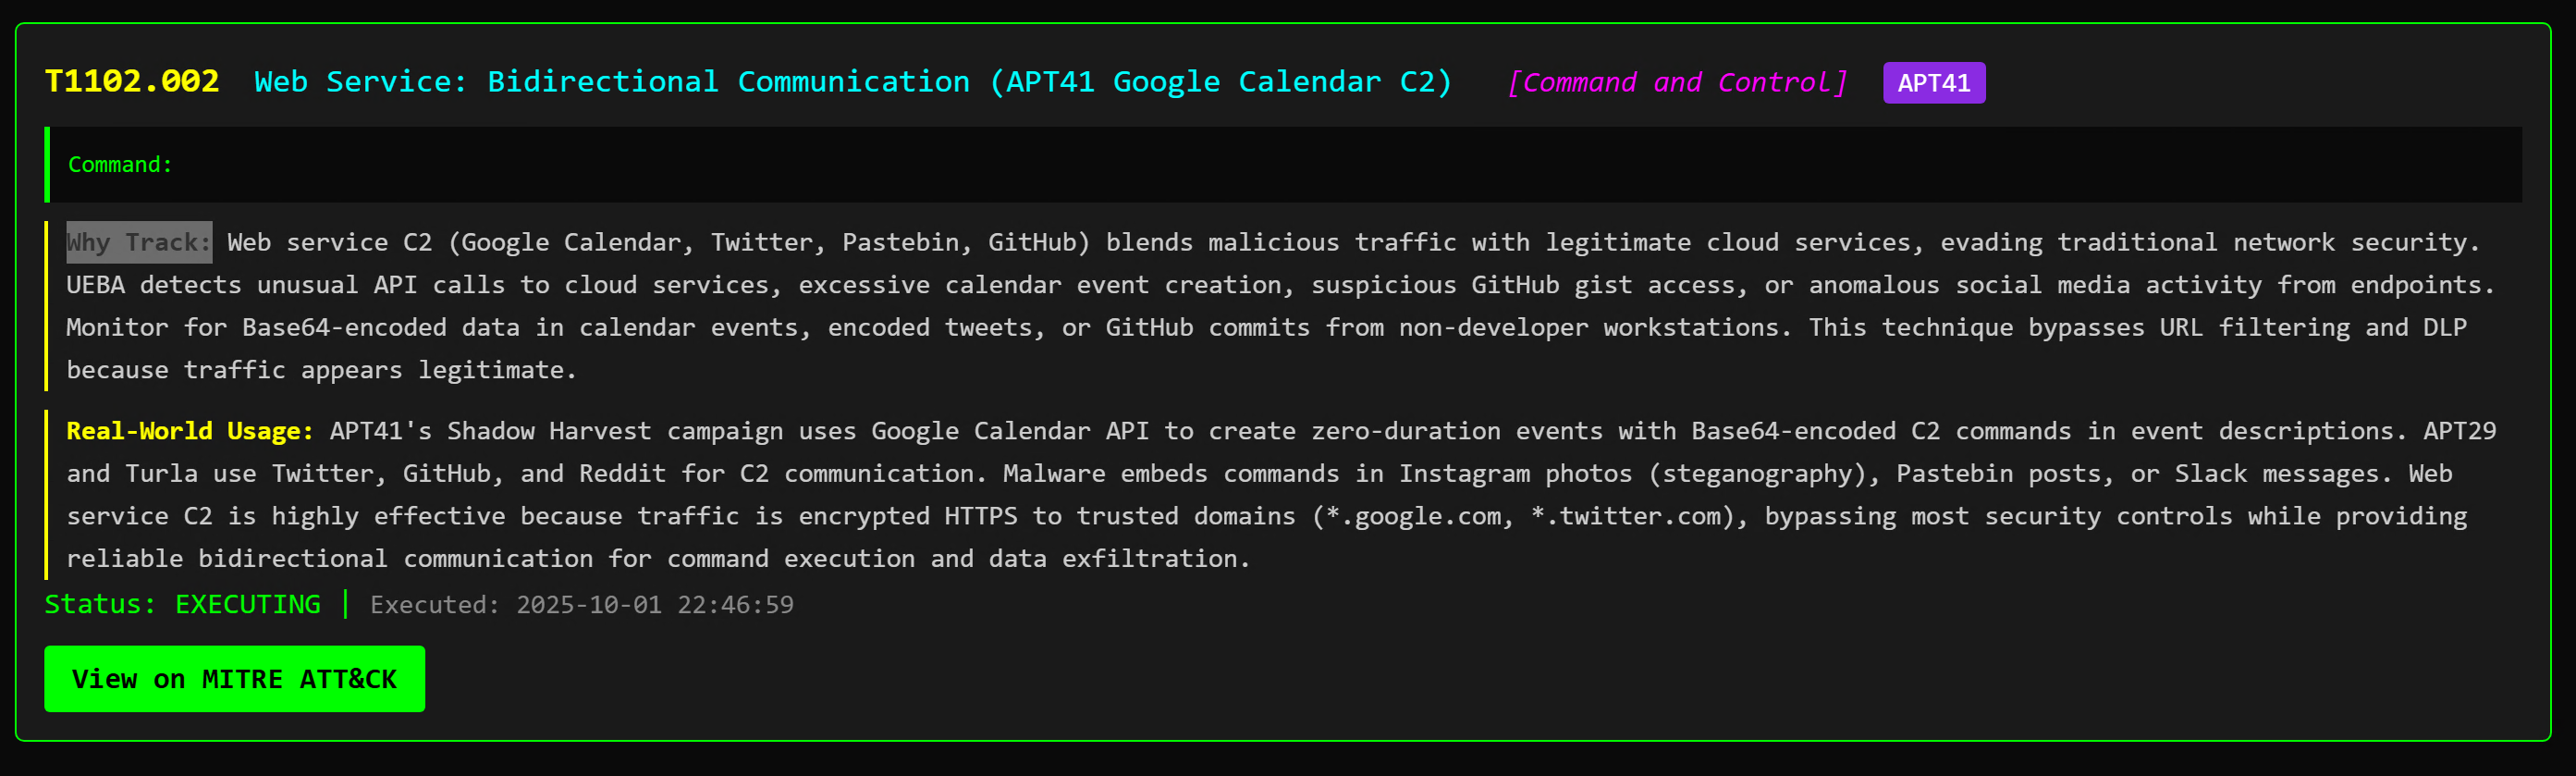 T1102.002 Web Service: Bidirectional Communication (APT41 Google Calendar C2) [Command and Control] APT41
Command:
Why Track: Web service C2 (Google Calendar, Twitter, Pastebin, GitHub) blends malicious traffic with legitimate cloud services, evading traditional network security.
UEBA detects unusual API calls to cloud services, excessive calendar event creation, suspicious GitHub gist access, or anomalous social media activity from endpoints.
Monitor for Base64-encoded data in calendar events, encoded tweets, or GitHub commits from non-developer workstations. This technique bypasses URL filtering and DLP
because traffic appears legitimate.
Real-World Usage: APT41's Shadow Harvest campaign uses Google Calendar API to create zero-duration events with Base64-encoded C2 commands in event descriptions. APT29
and Turla use Twitter, GitHub, and Reddit for C2 communication. Malware embeds commands in Instagram photos (steganography), Pastebin posts, or Slack messages. Web
service C2 is highly effective because traffic is encrypted HTTPS to trusted domains (*.google.com, *.twitter.com), bypassing most security controls while providing
reliable bidirectional communication for command execution and data exfiltration.
Status: EXECUTING | Executed: 2025-10-01 22:46:59
View on MITRE ATT&CK